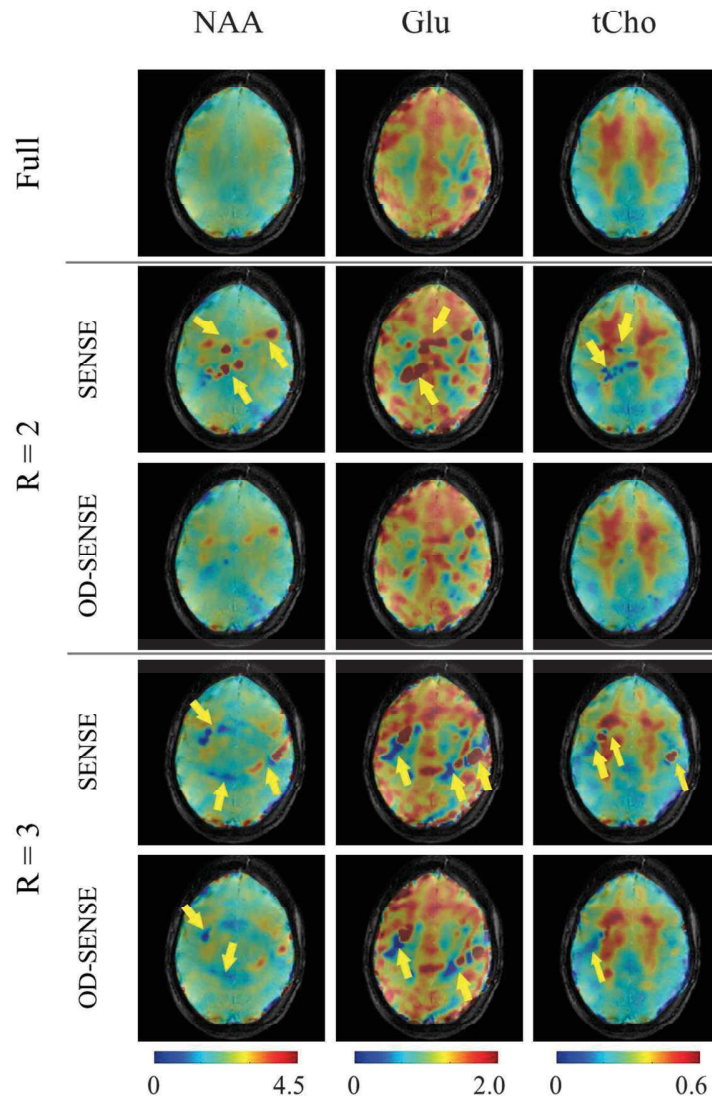 NAA Glu tCho
Full
R = 2
SENSE
OD-SENSE
R = 3
SENSE
OD-SENSE
0 4.5 0 2.0 0 0.6